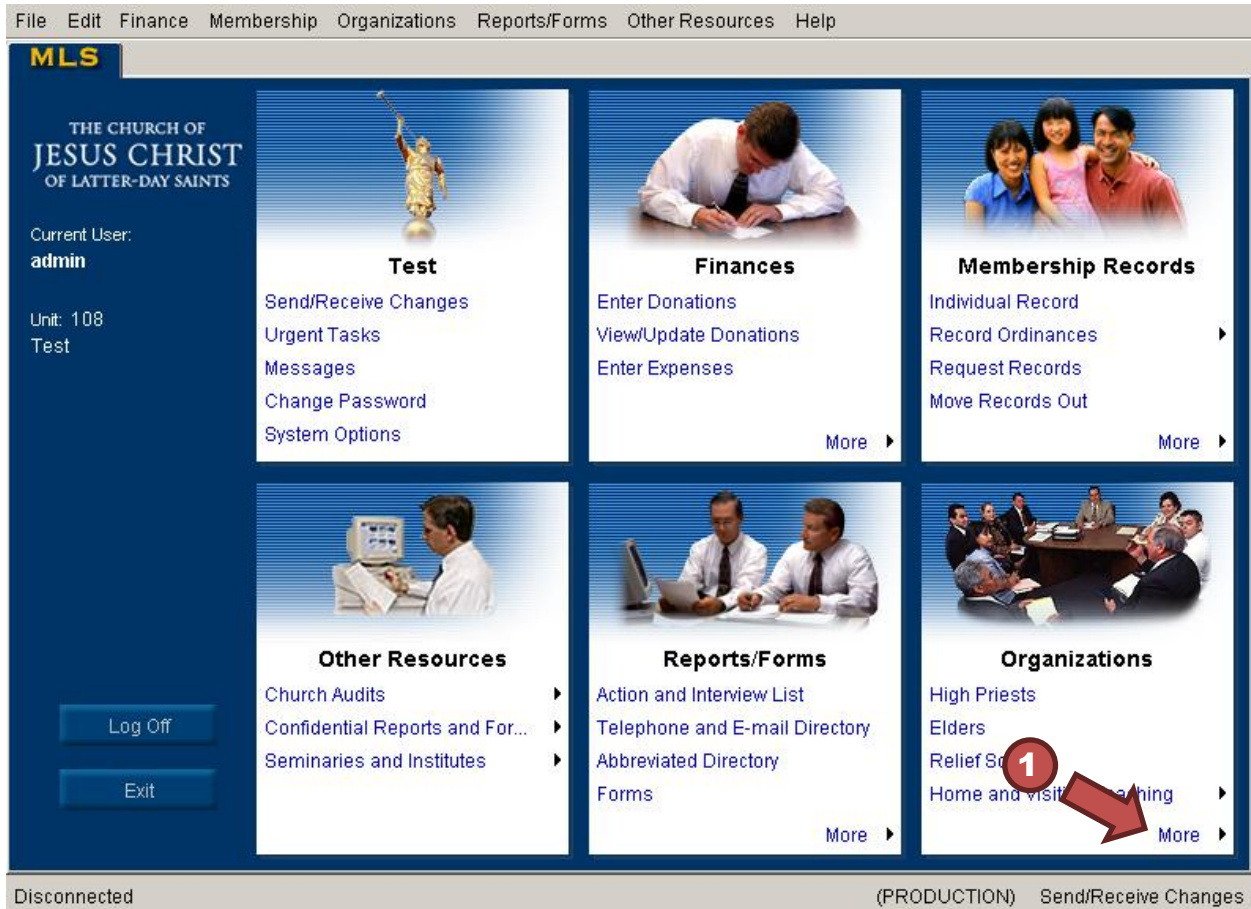 File Edit Finance Membership Organizations Reports/Forms Other Resources Help
MLS
THE CHURCH OF
JESUS CHRIST
OF LATTER-DAY SAINTS
Current User:
admin
Unit: 108
Test
Log Off
Exit
Test
Send/Receive Changes
Urgent Tasks
Messages
Change Password
System Options
Finances
Enter Donations
View/Update Donations
Enter Expenses
More
Membership Records
Individual Record
Record Ordinances
Request Records
Move Records Out
More
Other Resources
Church Audits
Confidential Reports and For...
Seminaries and Institutes
Reports/Forms
Action and Interview List
Telephone and E-mail Directory
Abbreviated Directory
Forms
More
Organizations
High Priests
Elders
Relief
1
Home and
More
Disconnected
(PRODUCTION) Send/Receive Changes